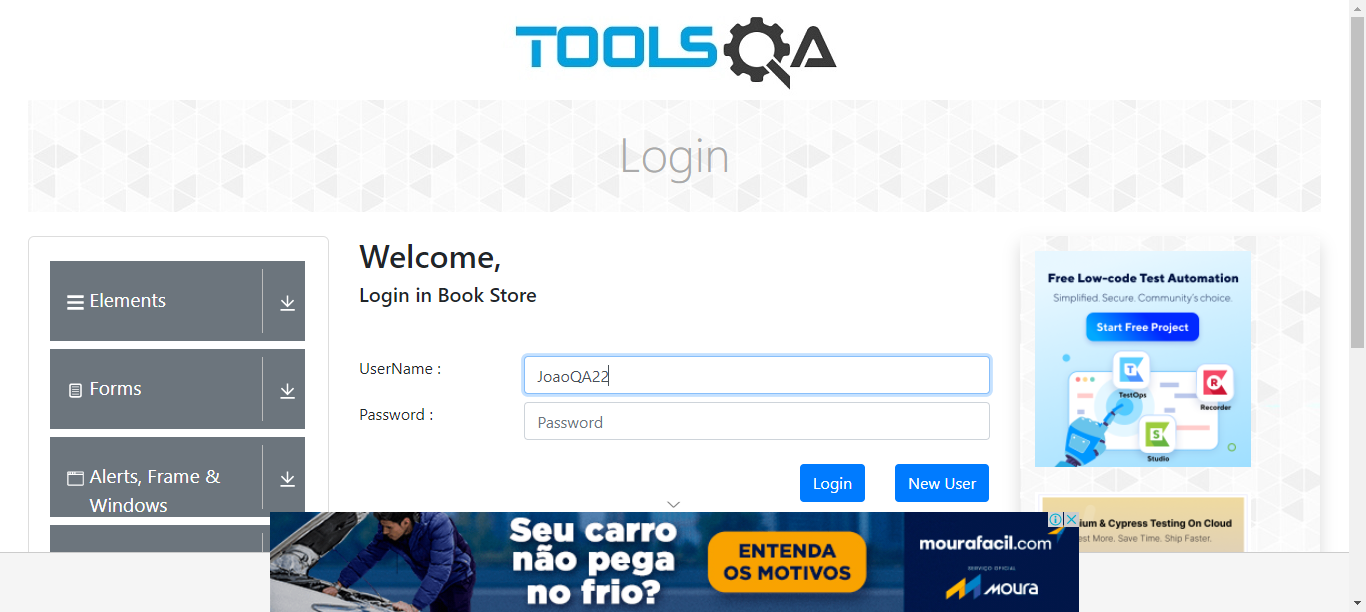 TOOLSQA
Login
Elements
Forms
Alerts, Frame &
Windows
Welcome,
Login in Book Store
UserName :
JoaoQA22
Password :
Password
Login
New User
Free Low-code Test Automation
Simplified. Secure. Community's choice.
Start Free Project
TestOps
Recorder
Studio
ium & Cypress Testing On Cloud
est More. Save Time. Ship Faster.
Seu carro
não pega
no frio?
ENTENDA
OS MOTIVOS
mourafacil.com
SERVIÇO OFICIAL
MOURA